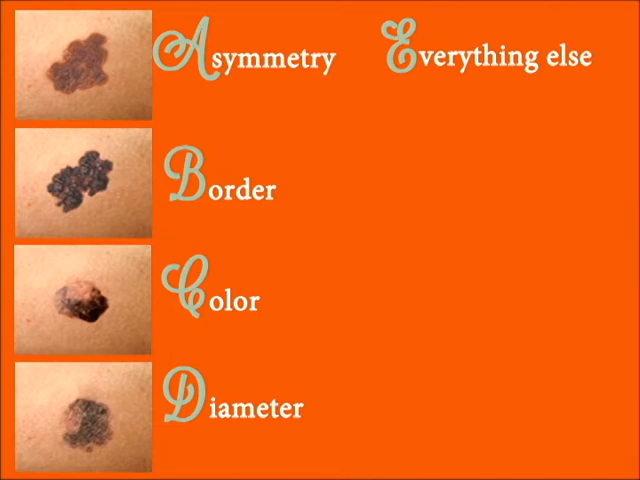 Asymmetry
Border
Color
Diameter
Everything else